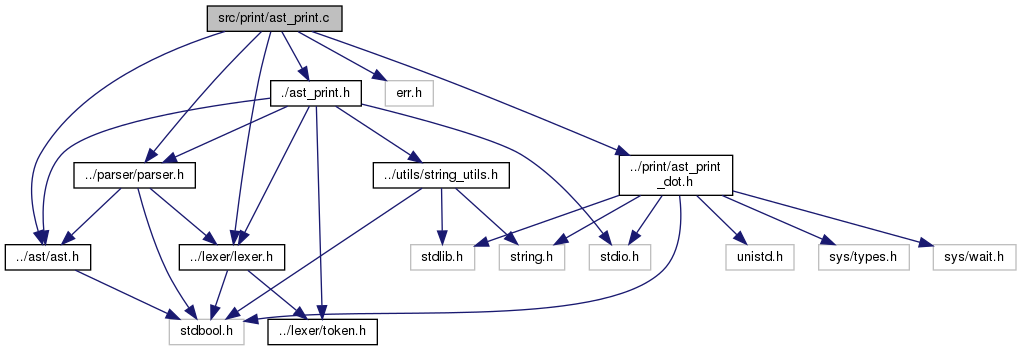 src/print/ast_print.c
./ast_print.h
err.h
../parser/parser.h
../utils/string_utils.h
../print/ast_print
_dot.h
../ast/ast.h
../lexer/lexer.h
stdlib.h
string.h
stdio.h
unistd.h
sys/types.h
sys/wait.h
stdbool.h
../lexer/token.h